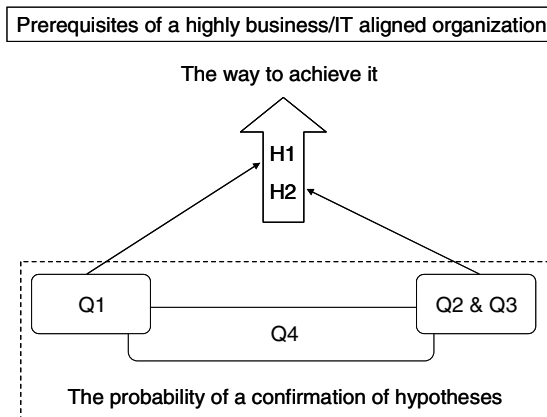 Prerequisites of a highly business/IT aligned organization
The way to achieve it
H1
H2
Q1
Q2 & Q3
Q4
The probability of a confirmation of hypotheses